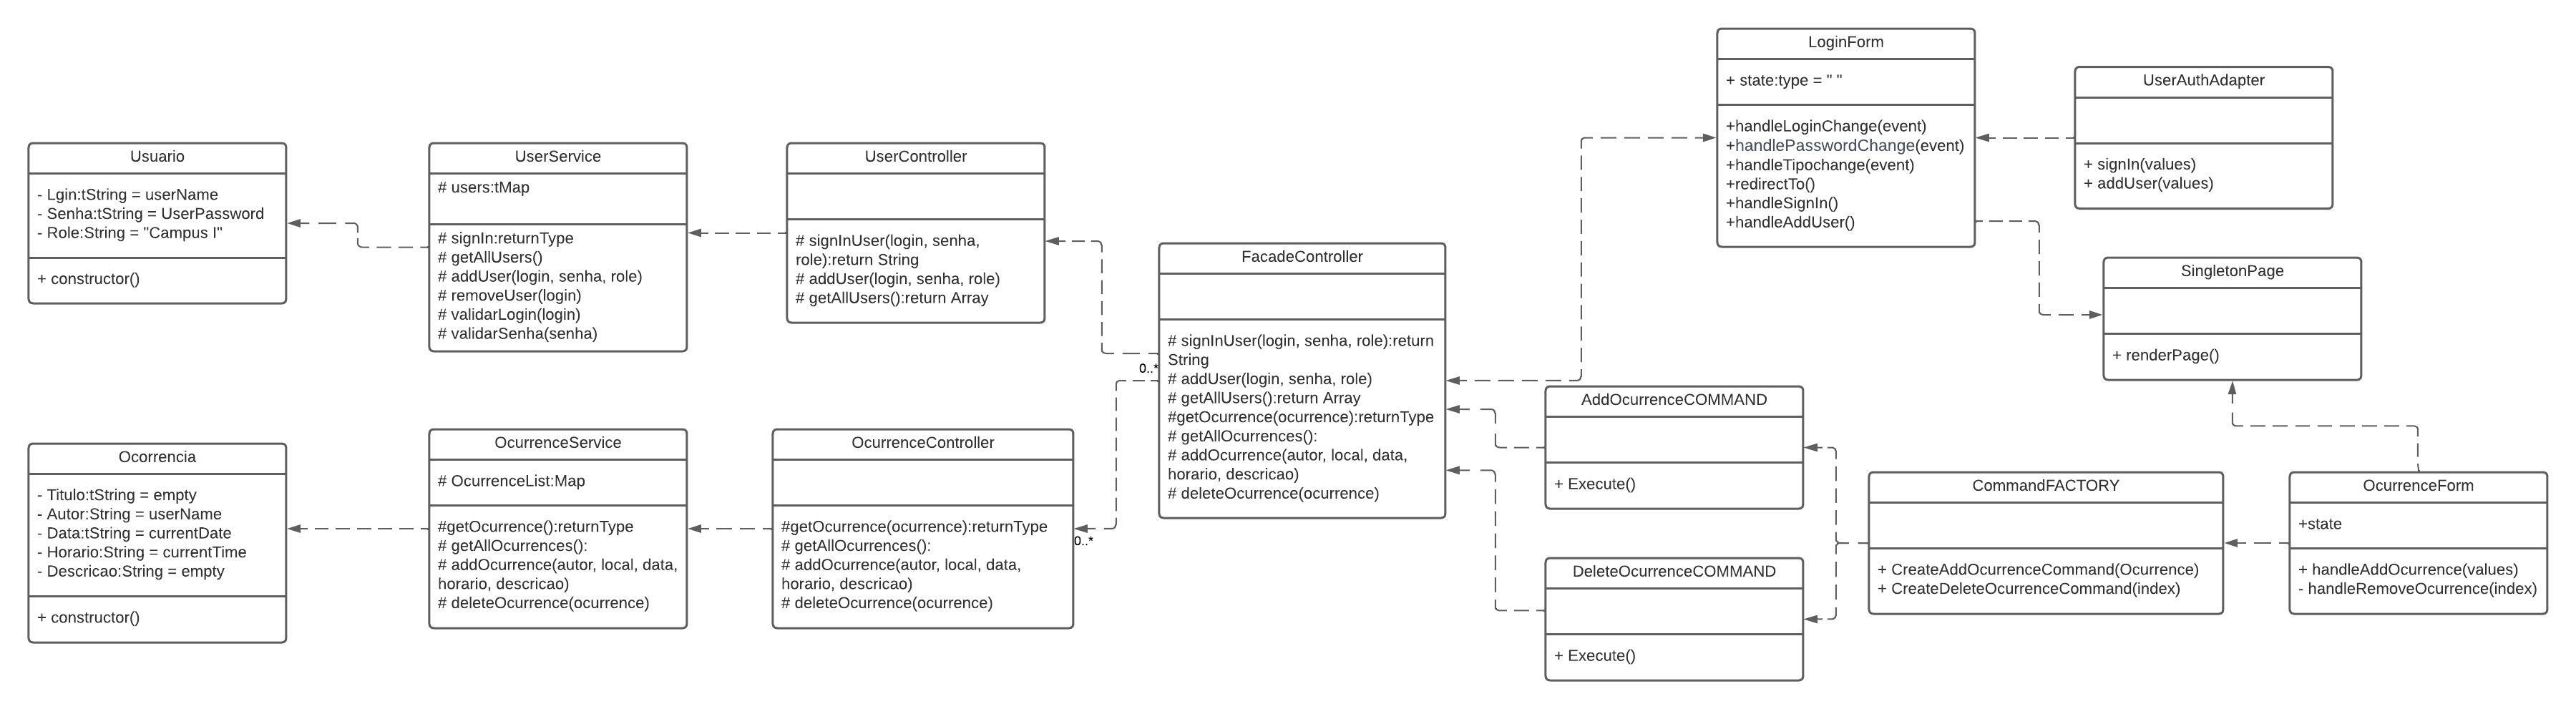 Usuario
- Lgin:tString = userName
- Senha:tString = UserPassword
- Role:String = "Campus I"
+ constructor()
UserService
# users:tMap
# signIn:returnType
# getAllUsers()
# addUser(login, senha, role)
# removeUser(login)
# validarLogin(login)
# validarSenha(senha)
UserController
# signInUser(login, senha,
role):return String
# addUser(login, senha, role)
# getAllUsers():return Array
Ocorrencia
- Titulo:tString = empty
- Autor:String = userName
- Data:tString = currentDate
- Horario:String = currentTime
- Descricao:String = empty
+ constructor()
OcurrenceService
# OcurrenceList:Map
#getOcurrence():returnType
# getAllOcurrences():
# addOcurrence(autor, local, data,
horario, descricao)
# deleteOcurrence(ocurrence)
OcurrenceController
#getOcurrence(ocurrence):returnType
# getAllOcurrences():
# addOcurrence(autor, local, data,
horario, descricao)
# deleteOcurrence(ocurrence)
0..*
0..*
FacadeController
# signInUser(login, senha, role):return
String
# addUser(login, senha, role)
# getAllUsers():return Array
#getOcurrence(ocurrence):returnType
# getAllOcurrences():
# addOcurrence(autor, local, data,
horario, descricao)
# deleteOcurrence(ocurrence)
LoginForm
+ state:type = " "
+handleLoginChange(event)
+handlePasswordChange(event)
+handleTipochange(event)
+redirectTo()
+handleSignIn()
+handleAddUser()
UserAuthAdapter
+ signIn(values)
+ addUser(values)
SingletonPage
+ renderPage()
AddOcurrenceCOMMAND
+ Execute()
DeleteOcurrenceCOMMAND
+ Execute()
CommandFACTORY
+ CreateAddOcurrenceCommand(Ocurrence)
+ CreateDeleteOcurrenceCommand(index)
OcurrenceForm
+state
+ handleAddOcurrence(values)
- handleRemoveOcurrence(index)